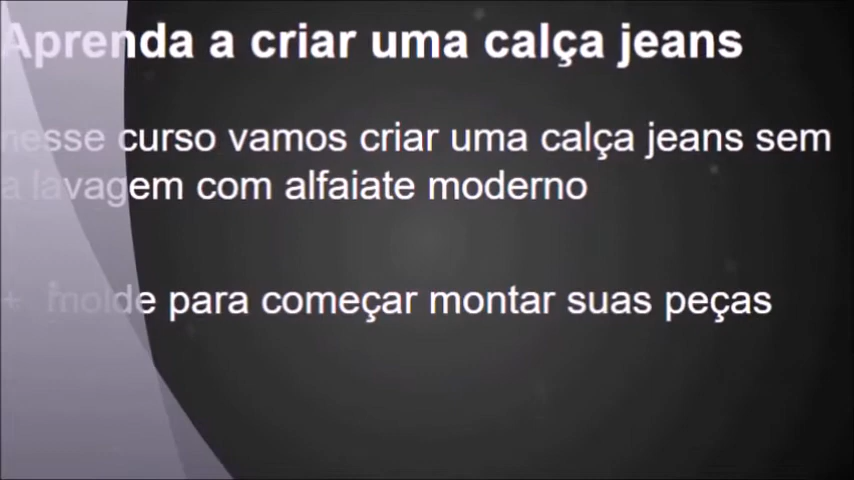 Aprenda a criar uma calça jeans
nesse curso vamos criar uma calça jeans sem
a lavagem com alfaiate moderno
+ molde para começar montar suas peças